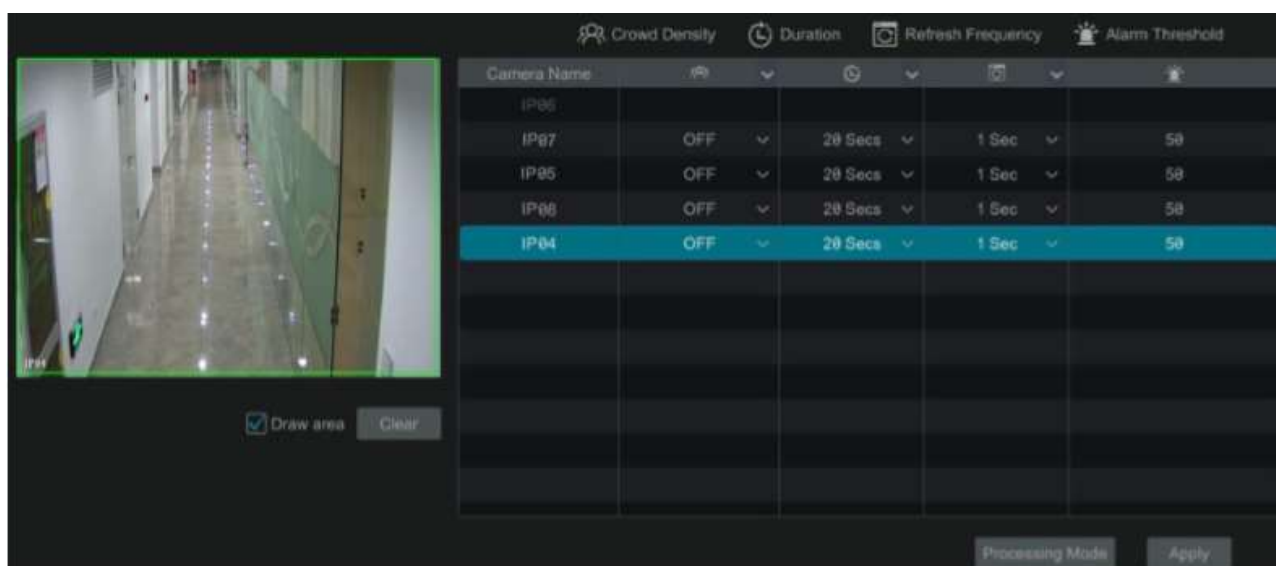 Crowd Density Duration Refresh Frequency Alarm Threshold
Camera Name
IP06
IP07 OFF 20 Secs 1 Sec 50
IP05 OFF 20 Secs 1 Sec 50
IP08 OFF 20 Secs 1 Sec 50
IP04 OFF 20 Secs 1 Sec 50
IP04
Draw area Clear
Processing Mode Apply